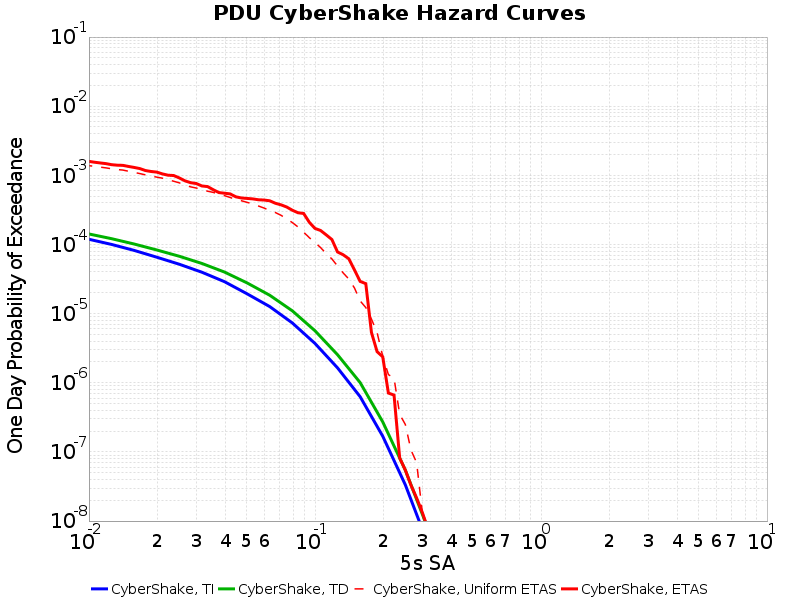 PDU CyberShake Hazard Curves
One Day Probability of Exceedance
10-1
10-2
10-3
10-4
10-5
10-6
10-7
10-8
10-2 2 3 4 5 6 10-1 2 3 4 5 6 7 100 2 3 4 5 6 7 101
5s SA
CyberShake, TI CyberShake, TD CyberShake, Uniform ETAS CyberShake, ETAS